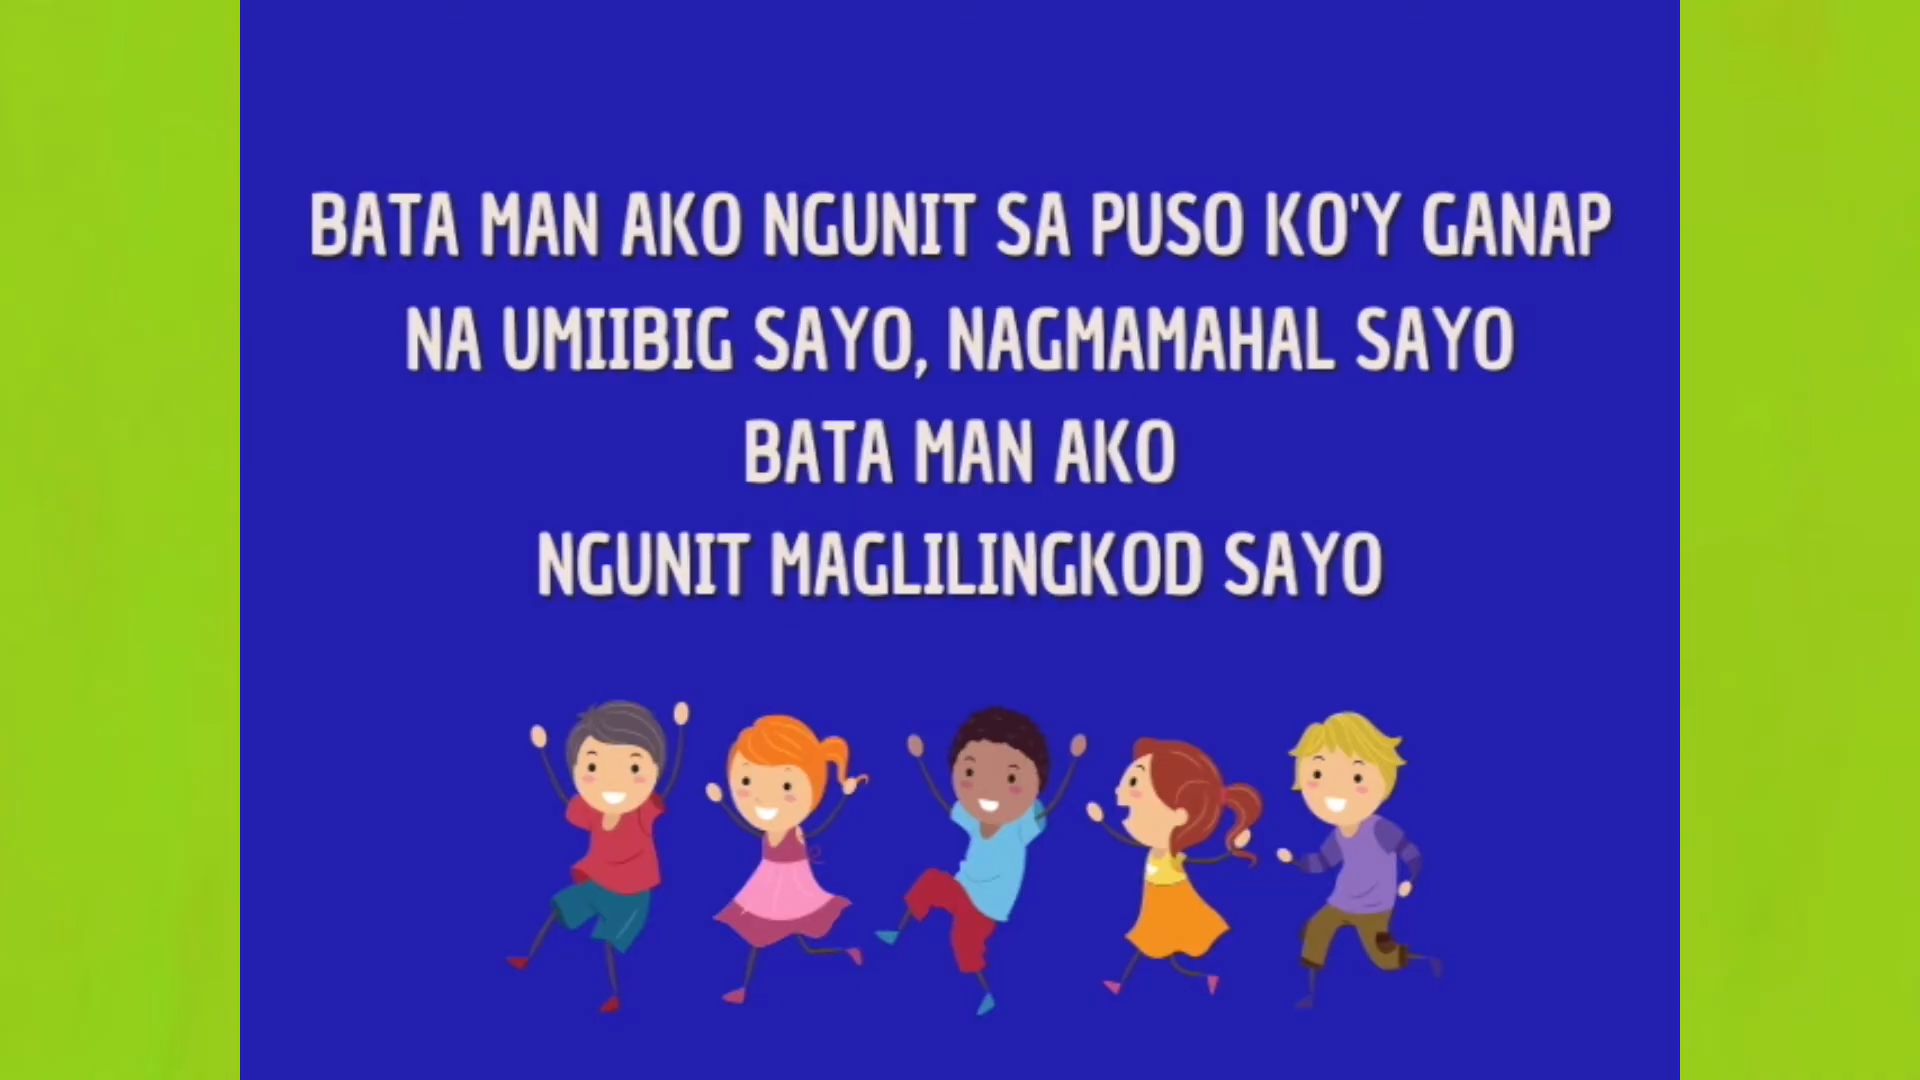 BATA MAN AKO NGUNIT SA PUSO KO'Y GANAP
NA UMIIBIG SAYO, NAGMAMAHAL SAYO
BATA MAN AKO
NGUNIT MAGLILINGKOD SAYO